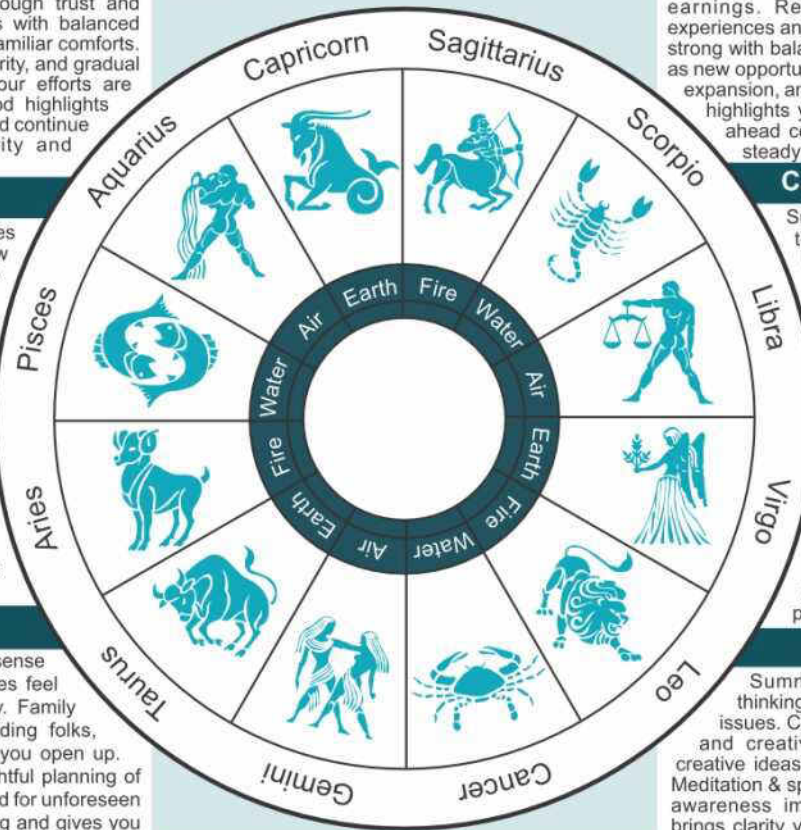 ough trust and
s with balanced
amiliar comforts.
rity, and gradual
our efforts are
od highlights
d continue
ity and
es
w
sense
es feel
y. Family
ding folks,
you open up.
htful planning of
d for unforeseen
g and gives you
earnings. Re
experiences an
strong with bala
as new opportu
expansion, ar
highlights y
ahead co
steady
C
S
t
p
Summ
thinking
issues. C
and creativ
creative ideas
Meditation & sp
awareness im
brings clarity y
Capricorn
Sagittarius
Scorpio
Libra
Virgo
Leo
Cancer
Gemini
Taurus
Aries
Pisces
Aquarius
Earth
Fire
Water
Air
Earth
Fire
Water
Air
Earth
Fire
Water
Air